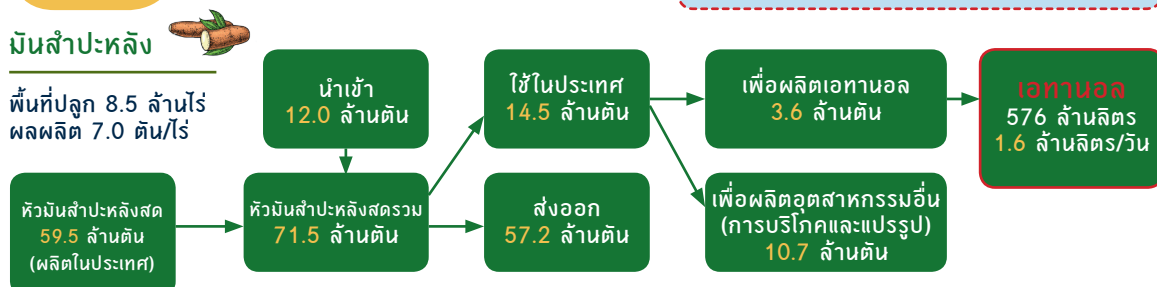 มันสำปะหลัง
พื้นที่ปลูก 8.5 ล้านไร่
ผลผลิต 7.0 ตัน/ไร่
หัวมันสำปะหลังสด
59.5 ล้านตัน
(ผลิตในประเทศ)
นำเข้า
12.0 ล้านตัน
หัวมันสำปะหลังสดรวม
71.5 ล้านตัน
ใช้ในประเทศ
14.5 ล้านตัน
ส่งออก
57.2 ล้านตัน
เพื่อผลิตเอทานอล
3.6 ล้านตัน
เพื่อผลิตอุตสาหกรรมอื่น
(การบริโภคและแปรรูป)
10.7 ล้านตัน
เอทานอล
576 ล้านลิตร
1.6 ล้านลิตร/วัน